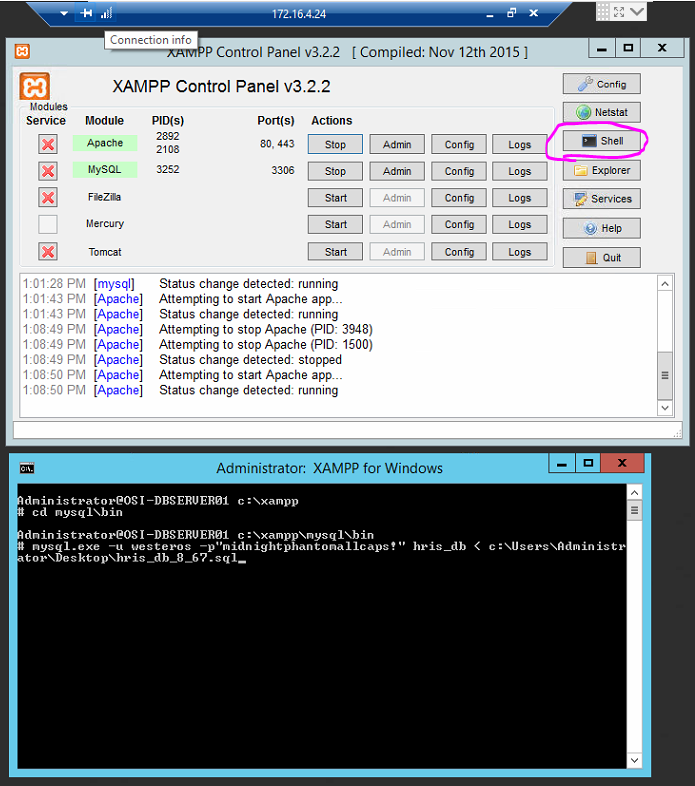 172.16.4.24
Connection info
XAMPP Control Panel v3.2.2 [ Compiled: Nov 12th 2015 ]
XAMPP Control Panel v3.2.2
Config
Modules
Service Module PID(s) Port(s) Actions
Netstat
Apache 2892 2108 80, 443 Stop Admin Config Logs
Shell
MySQL 3252 3306 Stop Admin Config Logs
Explorer
FileZilla Start Admin Config Logs
Services
Mercury Start Admin Config Logs
Help
Tomcat Start Admin Config Logs
Quit
1:01:28 PM [mysql] Status change detected: running
1:01:43 PM [Apache] Attempting to start Apache app...
1:01:43 PM [Apache] Status change detected: running
1:08:49 PM [Apache] Attempting to stop Apache (PID: 3948)
1:08:49 PM [Apache] Attempting to stop Apache (PID: 1500)
1:08:49 PM [Apache] Status change detected: stopped
1:08:50 PM [Apache] Attempting to start Apache app...
1:08:50 PM [Apache] Status change detected: running
C:\.
Administrator: XAMPP for Windows
Administrator@OSI-DBSERVER01 c:\xampp
# cd mysql\bin
Administrator@OSI-DBSERVER01 c:\xampp\mysql\bin
# mysql.exe -u westeros -p"midnightphantomallcaps!" hris_db < c:\Users\Administr
ator\Desktop\hris_db_8_67.sql_